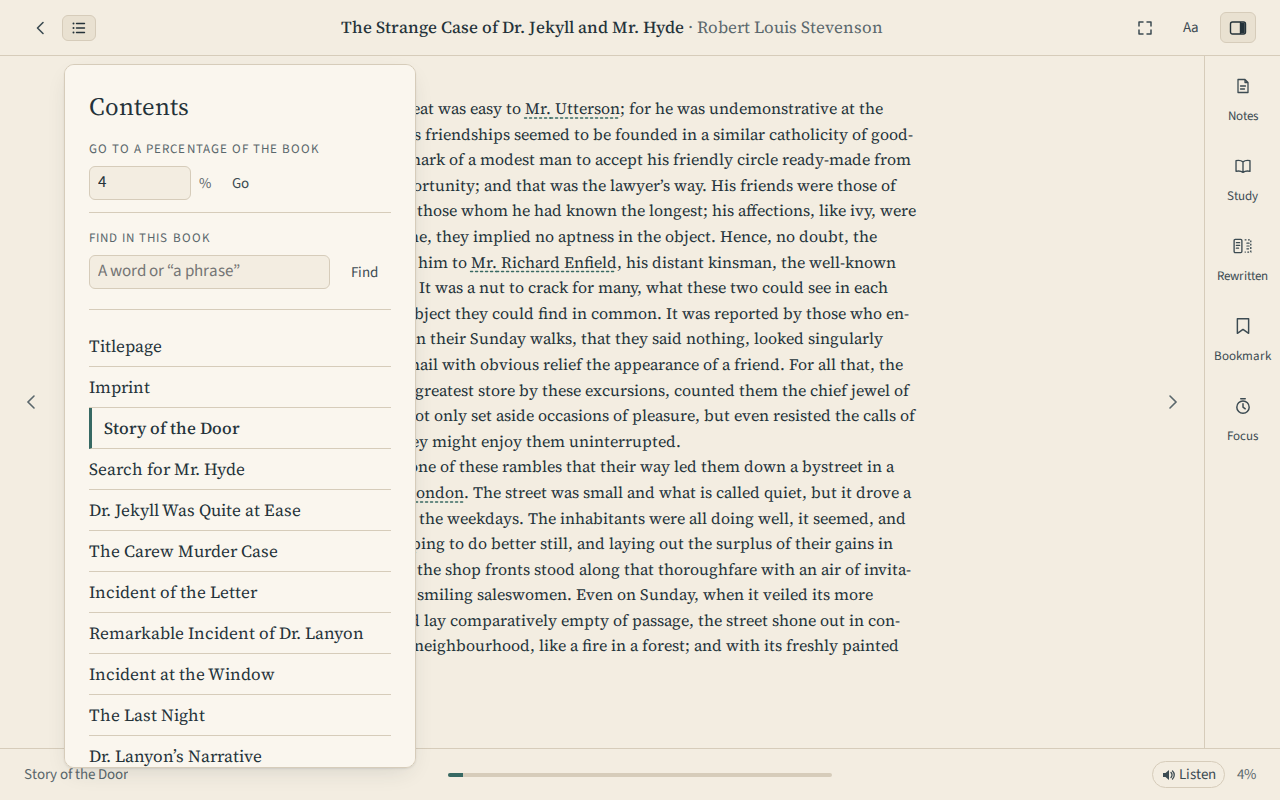 The Strange Case of Dr. Jekyll and Mr. Hyde · Robert Louis Stevenson
Aa
Contents
GO TO A PERCENTAGE OF THE BOOK
4
%
Go
FIND IN THIS BOOK
A word or “a phrase”
Find
Titlepage
Imprint
Story of the Door
Search for Mr. Hyde
Dr. Jekyll Was Quite at Ease
The Carew Murder Case
Incident of the Letter
Remarkable Incident of Dr. Lanyon
Incident at the Window
The Last Night
Dr. Lanyon’s Narrative
was easy to Mr. Utterson; for he was undemonstrative at the
friendships seemed to be founded in a similar catholicity of good-
of a modest man to accept his friendly circle ready-made from
and that was the lawyer’s way. His friends were those of
those whom he had known the longest; his affections, like ivy, were
they implied no aptness in the object. Hence, no doubt, the
him to Mr. Richard Enfield, his distant kinsman, the well-known
It was a nut to crack for many, what these two could see in each
they could find in common. It was reported by those who en-
their Sunday walks, that they said nothing, looked singularly
with obvious relief the appearance of a friend. For all that, the
greatest store by these excursions, counted them the chief jewel of
only set aside occasions of pleasure, but even resisted the calls of
might enjoy them uninterrupted.
of these rambles that their way led them down a bystreet in a
The street was small and what is called quiet, but it drove a
the weekdays. The inhabitants were all doing well, it seemed, and
to do better still, and laying out the surplus of their gains in
the shop fronts stood along that thoroughfare with an air of invita-
smiling saleswomen. Even on Sunday, when it veiled its more
lay comparatively empty of passage, the street shone out in con-
neighbourhood, like a fire in a forest; and with its freshly painted
Notes
Study
Rewritten
Bookmark
Focus
Story of the Door
Listen
4%